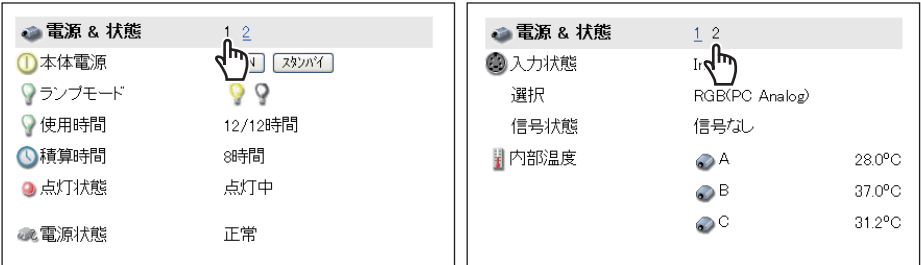 電源 & 状態 1 2
本体電源 スタンバイ
ランプモード
使用時間 12/12時間
積算時間 8時間
点灯状態 点灯中
電源状態 正常
電源 & 状態 1 2
入力状態
選択 RGB(PC Analog)
信号状態 信号なし
内部温度 A 28.0°C
B 37.0°C
C 31.2°C